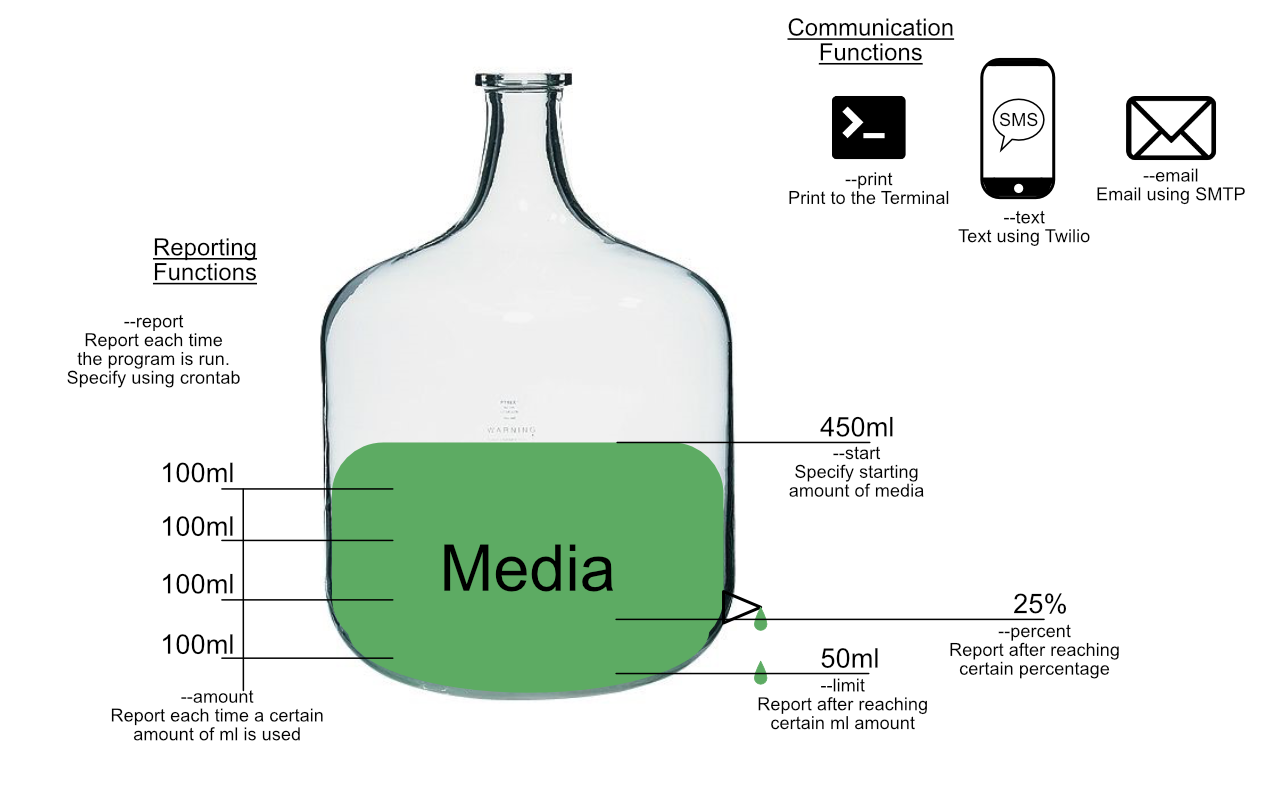 Communication
Functions
SMS
--print
Print to the Terminal
--text
Text using Twilio
--email
Email using SMTP
Reporting
Functions
--report
Report each time
the program is run.
Specify using crontab
WARNING
450ml
--start
Specify starting
amount of media
100ml
100ml
100ml
100ml
--amount
Report each time a certain
amount of ml is used
Media
25%
--percent
Report after reaching
certain percentage
50ml
--limit
Report after reaching
certain ml amount